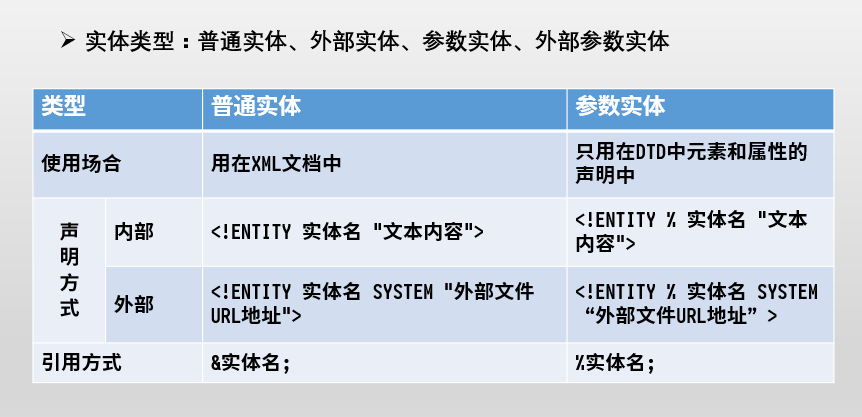 ➢ 实体类型：普通实体、外部实体、参数实体、外部参数实体
类型 普通实体 参数实体
使用场合 用在XML文档中 只用在DTD中元素和属性的
声明中
声明方式
内部 <!ENTITY 实体名 "文本内容"> <!ENTITY % 实体名 "文本
内容">
外部 <!ENTITY 实体名 SYSTEM "外部文件
URL地址">
<!ENTITY % 实体名 SYSTEM
“外部文件URL地址” >
引用方式 &实体名; %实体名;